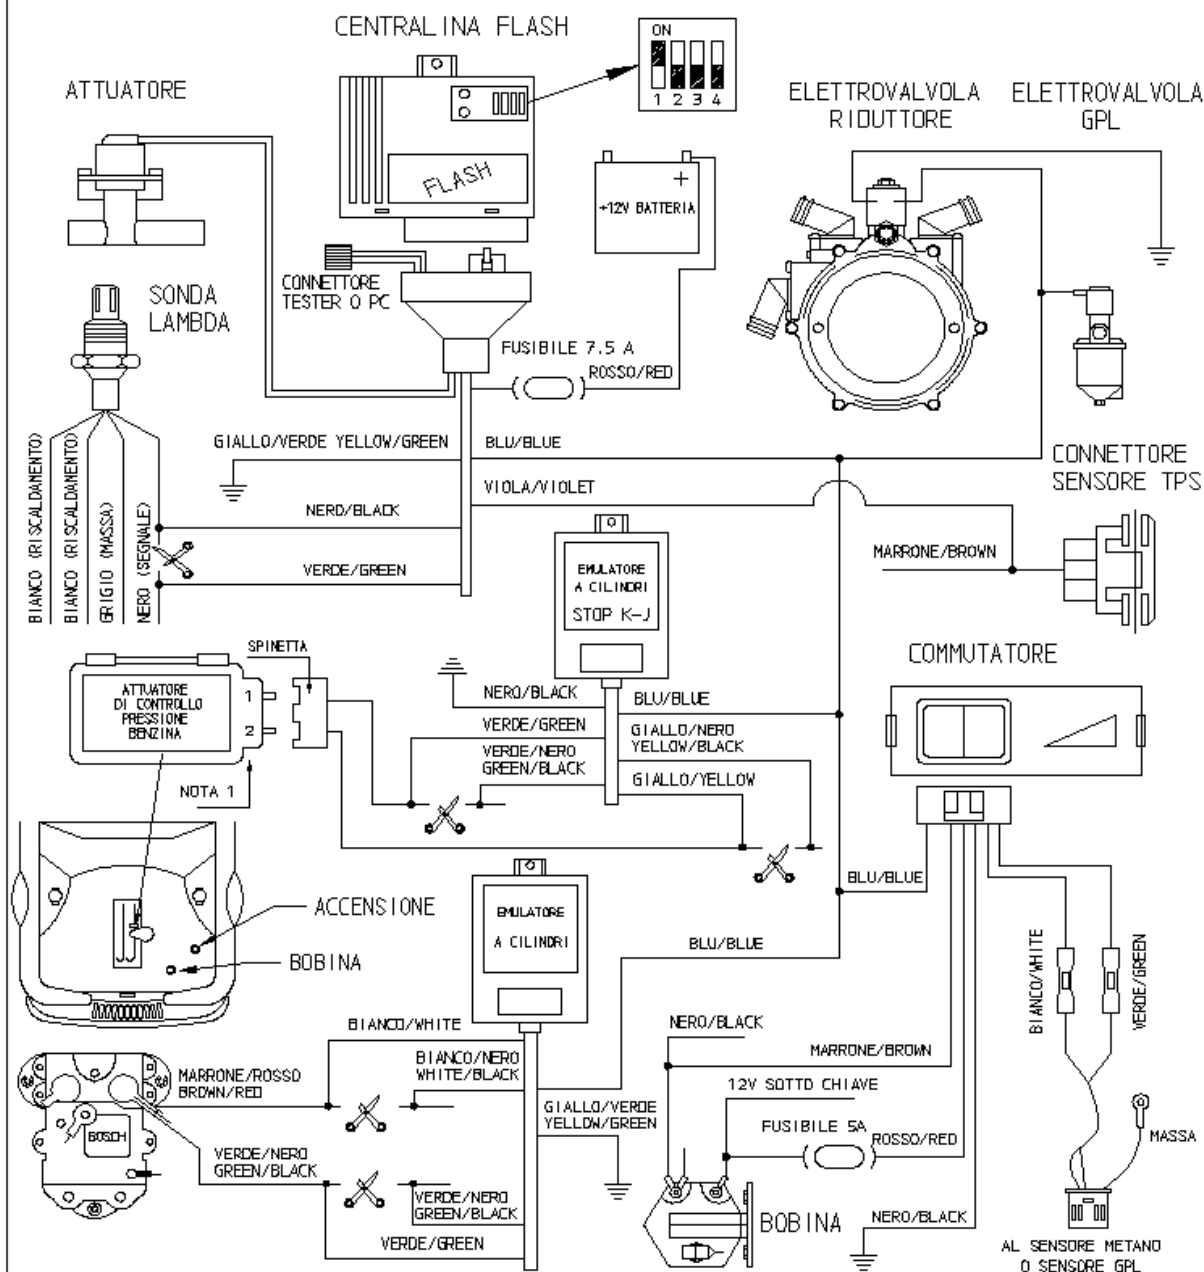 CENTRALINA FLASH
ON
1 2 3 4
ATTUATORE
ELETTROVALVOLA
RIDUTTORE
ELETTROVALVOLA
GPL
FLASH
+
+12V BATTERIA
CONNETTORE
TESTER O PC
SONDA
LAMBDA
FUSIBILE 7.5 A
ROSSO/RED
GIALLO/VERDE YELLOW/GREEN
BLU/BLUE
CONNETTORE
SENSORE TPS
VIOLA/VIOLET
NERO/BLACK
MARRONE/BROWN
VERDE/GREEN
BIANCO (RISCALDAMENTO)
BIANCO (RISCALDAMENTO)
GRIGIO (MASSA)
NERO (SEGNALE)
EMULATORE
A CILINDRI
STOP K-J
SPINETTA
COMMUTATORE
ATTUATORE
DI CONTROLLO
PRESSIONE
BENZINA
1
2
NERO/BLACK
BLU/BLUE
VERDE/GREEN
GIALLO/NERO
YELLOW/BLACK
VERDE/NERO
GREEN/BLACK
GIALLO/YELLOW
NOTA 1
BLU/BLUE
ACCENSIONE
BOBINA
EMULATORE
A CILINDRI
BLU/BLUE
BIANCO/WHITE
VERDE/GREEN
BIANCO/WHITE
NERO/BLACK
BIANCO/NERO
WHITE/BLACK
MARRONE/BROWN
MARRONE/ROSSO
BROWN/RED
12V SOTTO CHIAVE
GIALLO/VERDE
YELLOW/GREEN
FUSIBILE 5A
ROSSO/RED
BOSCH
MASSA
VERDE/NERO
GREEN/BLACK
VERDE/NERO
GREEN/BLACK
VERDE/GREEN
BOBINA
NERO/BLACK
AL SENSORE METANO
O SENSORE GPL